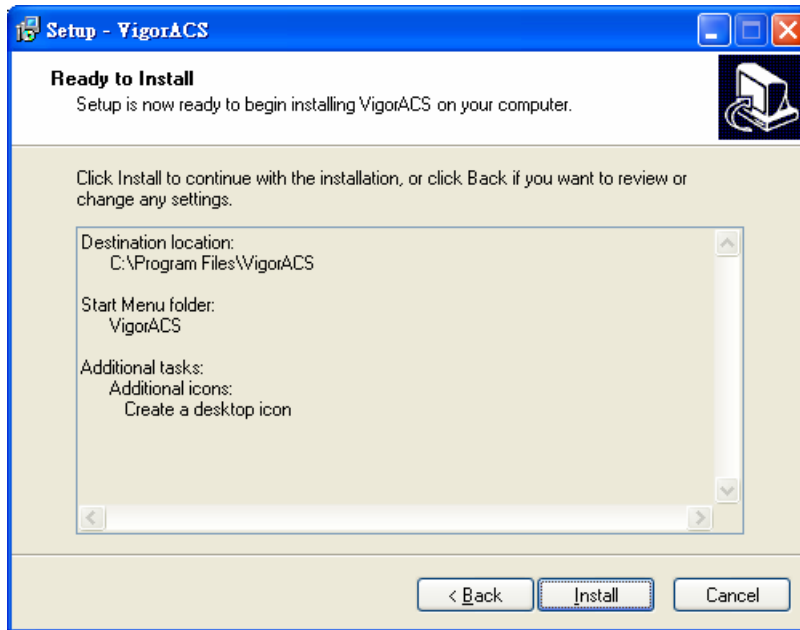 Setup - VigorACS
Ready to Install
Setup is now ready to begin installing VigorACS on your computer.
Click Install to continue with the installation, or click Back if you want to review or
change any settings.
Destination location:
C:\Program Files\VigorACS
Start Menu folder:
VigorACS
Additional tasks:
Additional icons:
Create a desktop icon
< Back
Install
Cancel